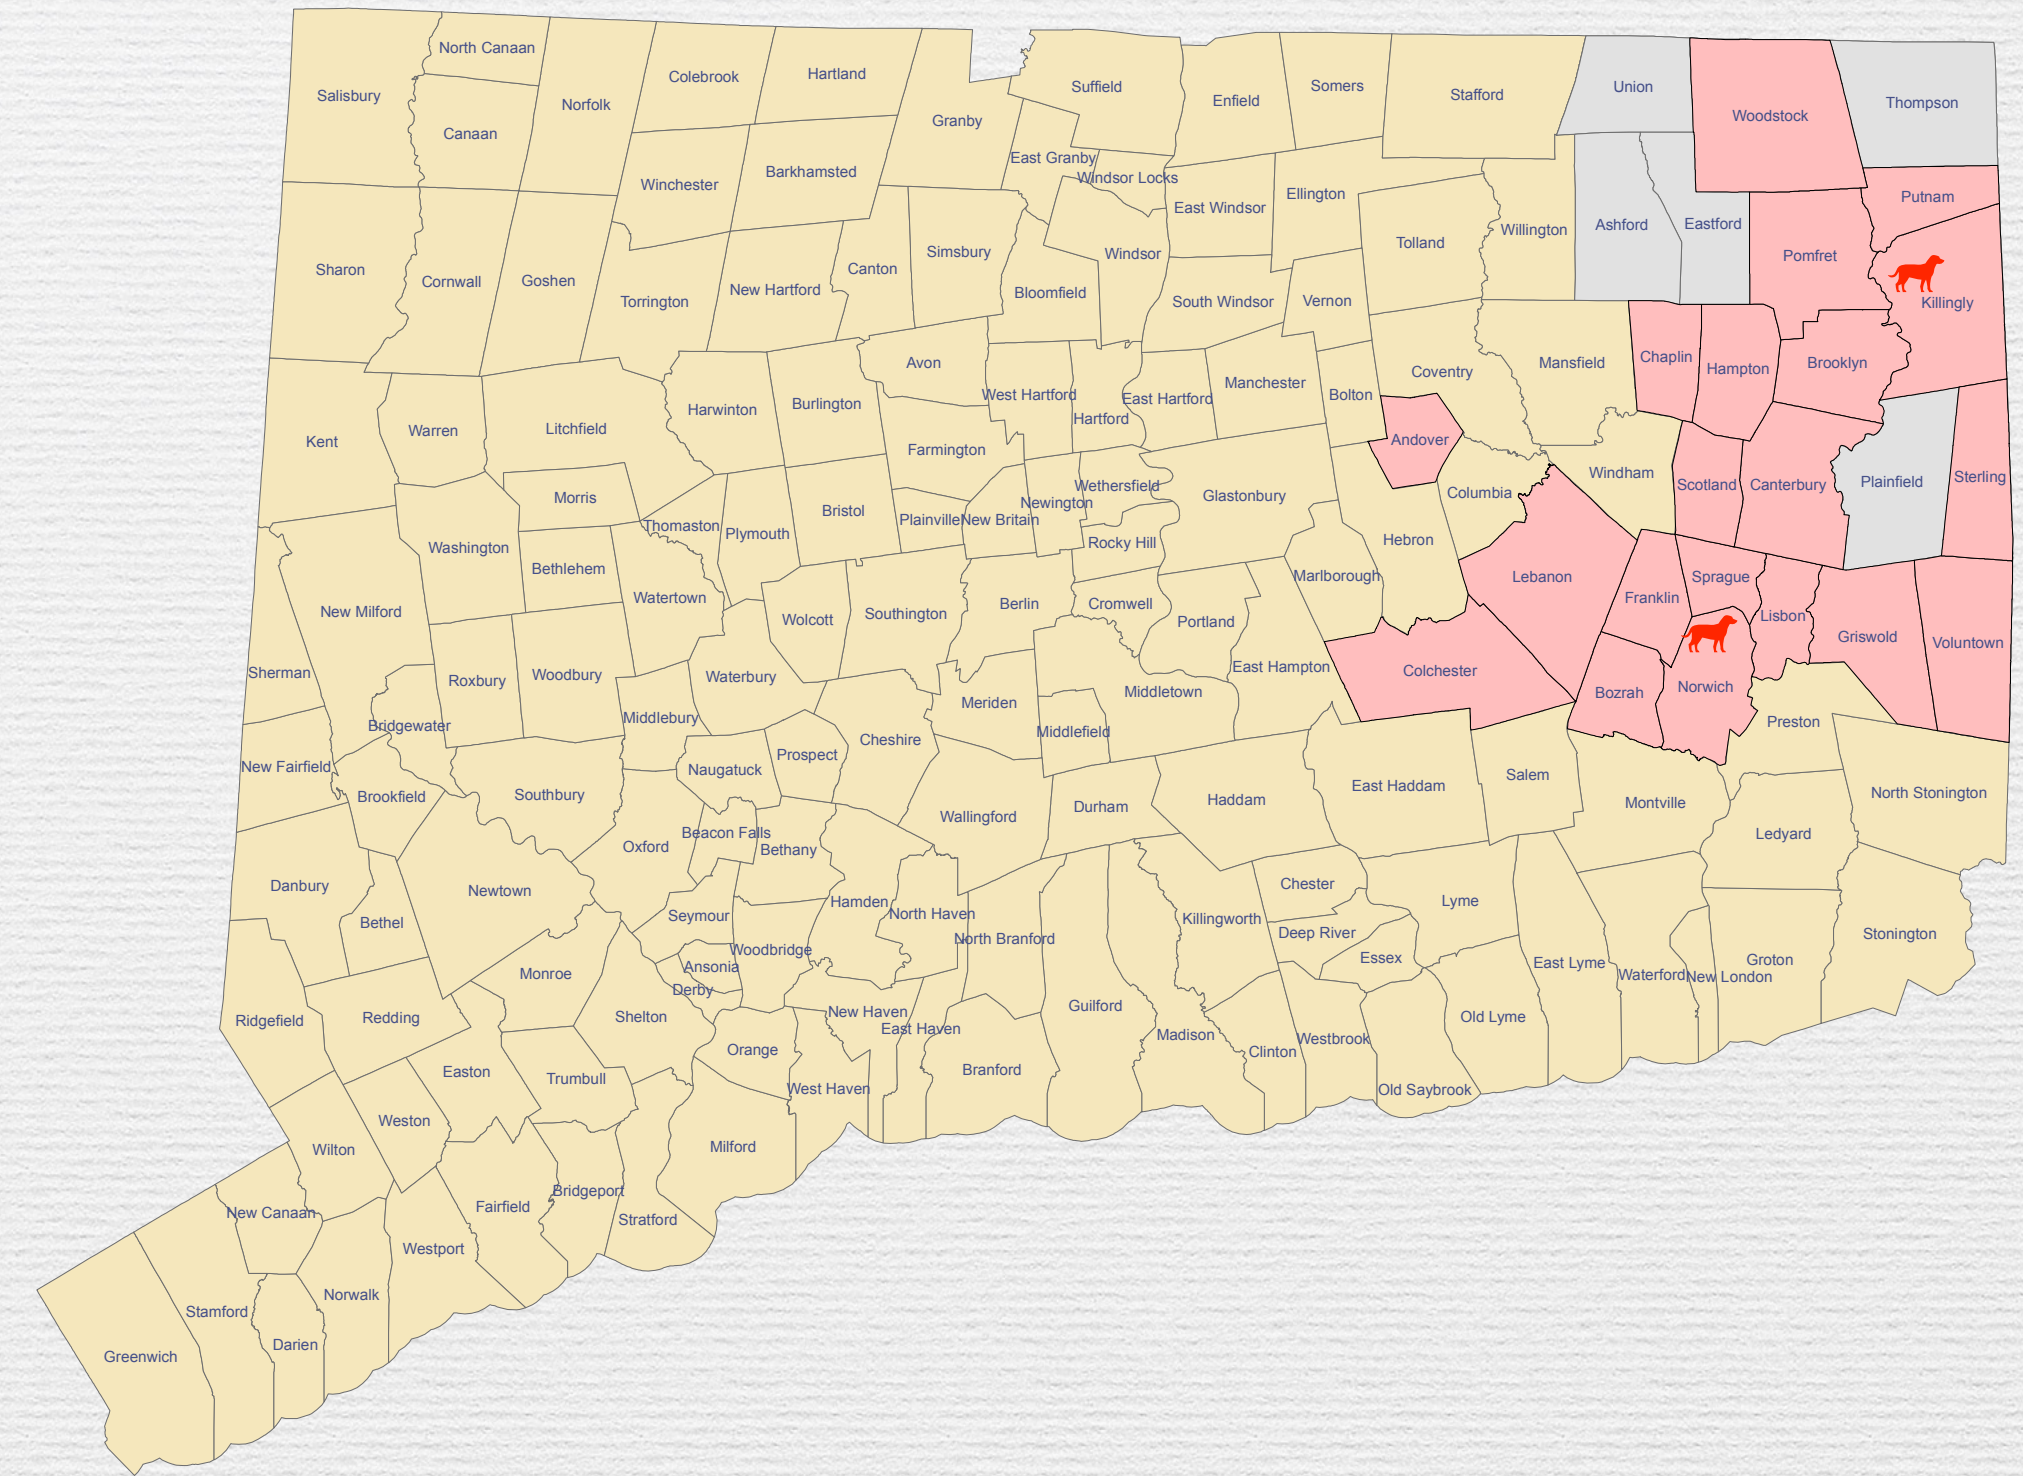 North Canaan
Colebrook
Hartland
Salisbury
Norfolk
Canaan
Granby
Suffield
Enfield
Somers
Stafford
Union
Woodstock
Thompson
East Granby
Windsor Locks
Winchester
Barkhamsted
East Windsor
Ellington
Putnam
Willington
Ashford
Eastford
Tolland
Pomfret
Simsbury
Windsor
Sharon
Cornwall
Goshen
Canton
Torrington
New Hartford
Bloomfield
South Windsor
Vernon
Killingly
Avon
Mansfield
Chaplin
Hampton
Brooklyn
Coventry
Manchester
West Hartford
East Hartford
Bolton
Hartford
Burlington
Harwinton
Litchfield
Warren
Kent
Andover
Farmington
Windham
Scotland
Canterbury
Plainfield
Sterling
Wethersfield
Columbia
Glastonbury
Morris
Newington
Bristol
Plainville
New Britain
Thomaston
Plymouth
Washington
Rocky Hill
Hebron
Bethlehem
Marlborough
Lebanon
Sprague
Franklin
Watertown
Berlin
Cromwell
New Milford
Wolcott
Southington
Portland
Lisbon
Griswold
Voluntown
East Hampton
Colchester
Sherman
Roxbury
Woodbury
Waterbury
Norwich
Bozrah
Middletown
Meriden
Middlebury
Bridgewater
Preston
Middlefield
Cheshire
Prospect
New Fairfield
Naugatuck
Salem
East Haddam
North Stonington
Brookfield
Southbury
Haddam
Montville
Durham
Wallingford
Beacon Falls
Ledyard
Oxford
Bethany
Chester
Danbury
Newtown
Lyme
Hamden
North Haven
Seymour
Killingworth
Bethel
Deep River
Stonington
North Branford
Woodbridge
Essex
Groton
East Lyme
Ansonia
Monroe
Waterford
New London
Derby
Guilford
New Haven
Shelton
Redding
Old Lyme
Ridgefield
East Haven
Madison
Westbrook
Orange
Clinton
Branford
Easton
Trumbull
West Haven
Old Saybrook
Weston
Milford
Wilton
Bridgeport
Fairfield
New Canaan
Stratford
Westport
Norwalk
Stamford
Darien
Greenwich